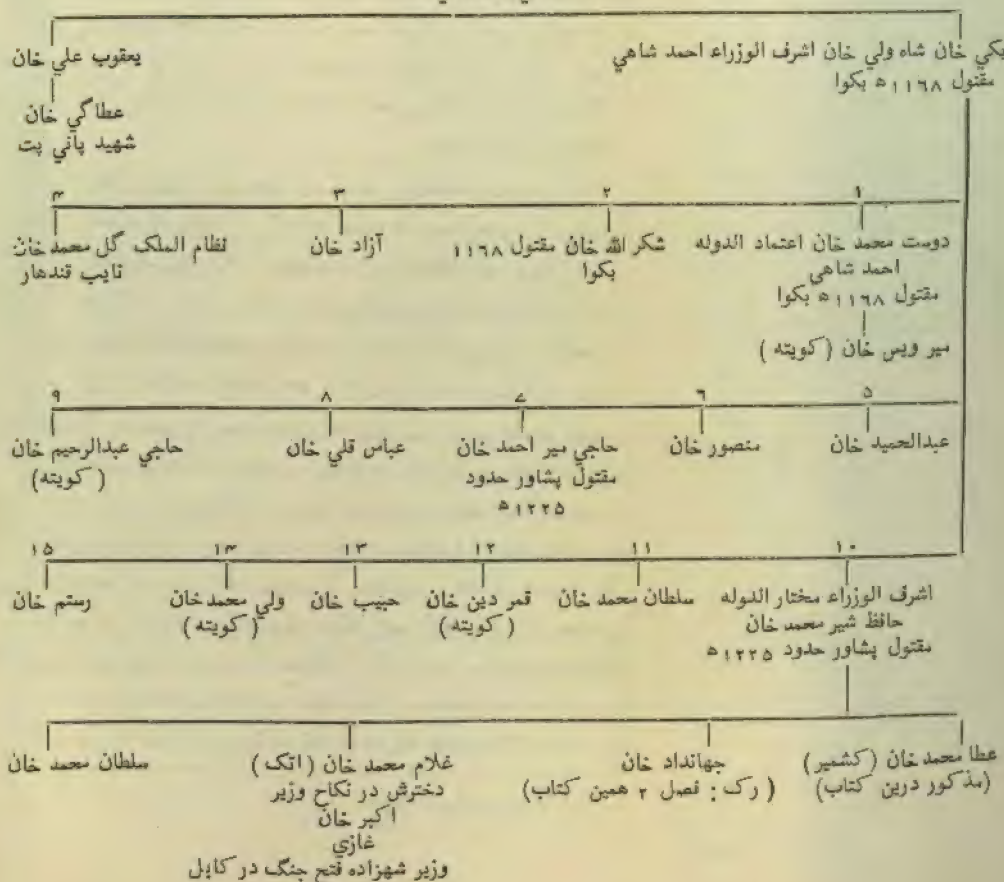 بکي خان شاه ولي خان اشرف الوزراء احمد شاهي
مقتول ۱۱۶۸ ه بکوا
يعقوب علي خان
عطاگي خان
شهيد پاني پت
۱
دوست محمد خان اعتماد الدوله
احمد شاهي
مقتول ۱۱۶۸ ه بکوا
مير ويس خان (کويته)
۲
شکر الله خان مقتول ۱۱۶۸
بکوا
۳
آزاد خان
۴
نظام الملک گل محمد خان
نايب قندهار
۵
عبدالحميد خان
۶
منصور خان
۷
حاجي مير احمد خان
مقتول پشاور حدود
۱۲۲۵ ه
۸
عباس قلي خان
۹
حاجي عبدالرحيم خان
(کويته)
۱۰
اشرف الوزراء مختار الدوله
حافظ شير محمد خان
مقتول پشاور حدود ۱۲۲۵ ه
۱۱
سلطان محمد خان
۱۲
قمر دين خان
(کويته)
۱۳
حبيب خان
۱۴
ولي محمد خان
(کويته)
۱۵
رستم خان
عطا محمد خان (کشمير)
(مذکور درين کتاب)
جهانداد خان
(رک: فصل ۲ همين کتاب)
غلام محمد خان (اتک)
دخترش در نکاح وزير
اکبر خان
غازي
وزير شهزاده فتح جنگ در کابل
سلطان محمد خان